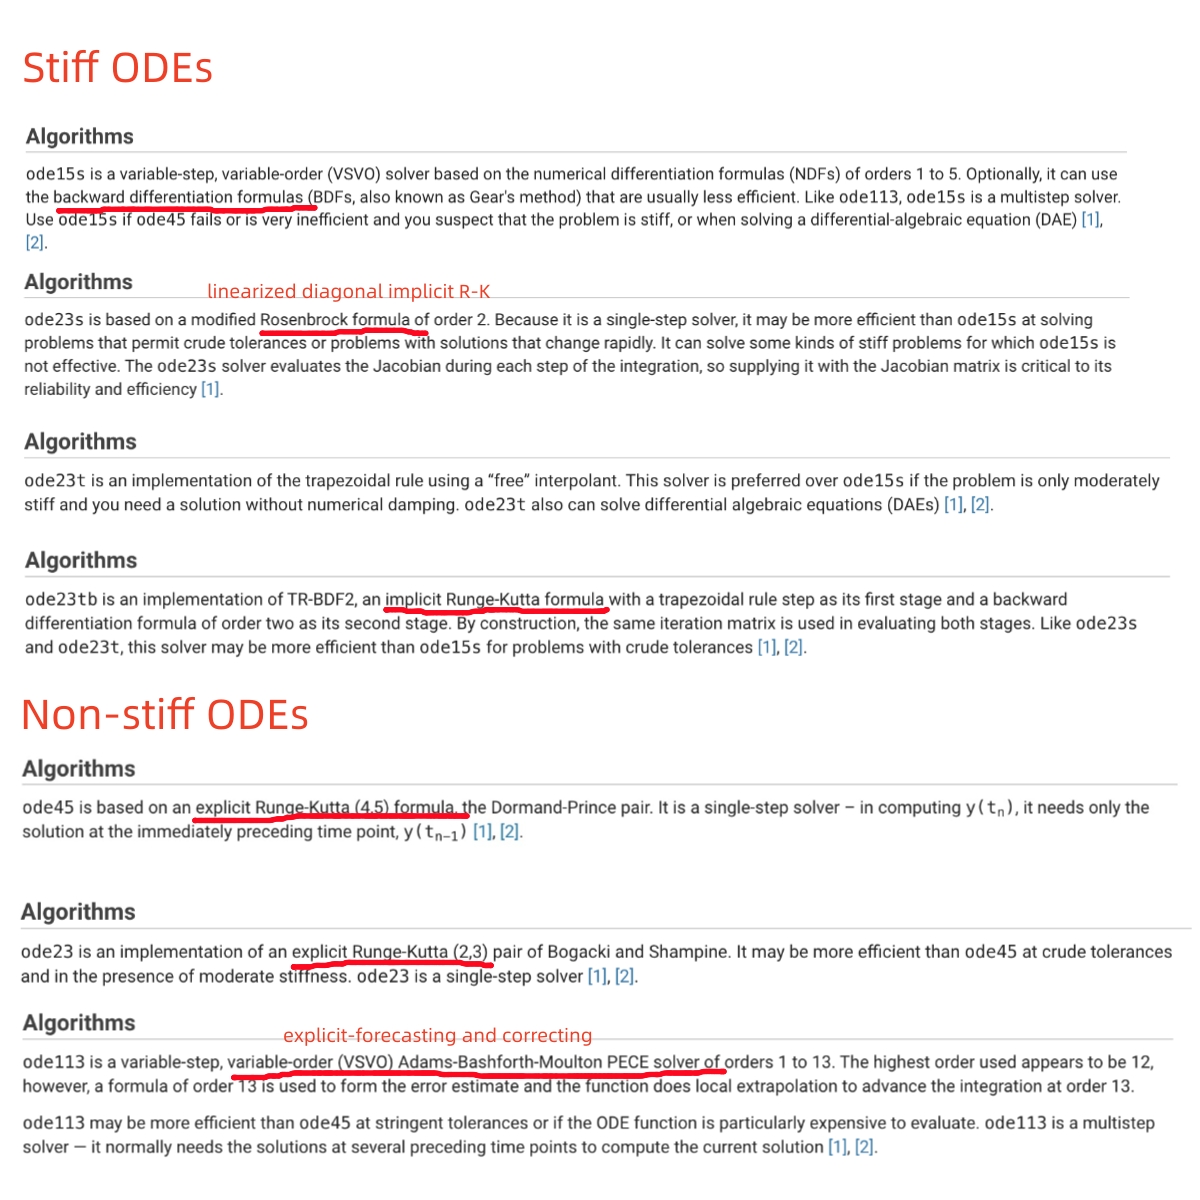 Stiff ODEs
Algorithms
ode15s is a variable-step, variable-order (VSVO) solver based on the numerical differentiation formulas (NDFs) of orders 1 to 5. Optionally, it can use
the backward differentiation formulas (BDFs, also known as Gear's method) that are usually less efficient. Like ode113, ode15s is a multistep solver.
Use ode15s if ode45 fails or is very inefficient and you suspect that the problem is stiff, or when solving a differential-algebraic equation (DAE) [1],
[2].
Algorithms
linearized diagonal implicit R-K
ode23s is based on a modified Rosenbrock formula of order 2. Because it is a single-step solver, it may be more efficient than ode15s at solving
problems that permit crude tolerances or problems with solutions that change rapidly. It can solve some kinds of stiff problems for which ode15s is
not effective. The ode23s solver evaluates the Jacobian during each step of the integration, so supplying it with the Jacobian matrix is critical to its
reliability and efficiency [1].
Algorithms
ode23t is an implementation of the trapezoidal rule using a “free” interpolant. This solver is preferred over ode15s if the problem is only moderately
stiff and you need a solution without numerical damping. ode23t also can solve differential algebraic equations (DAEs) [1], [2].
Algorithms
ode23tb is an implementation of TR-BDF2, an implicit Runge-Kutta formula with a trapezoidal rule step as its first stage and a backward
differentiation formula of order two as its second stage. By construction, the same iteration matrix is used in evaluating both stages. Like ode23s
and ode23t, this solver may be more efficient than ode15s for problems with crude tolerances [1], [2].
Non-stiff ODEs
Algorithms
ode45 is based on an explicit Runge-Kutta (4,5) formula, the Dormand-Prince pair. It is a single-step solver – in computing y(tn), it needs only the
solution at the immediately preceding time point, y(tn-1) [1], [2].
Algorithms
ode23 is an implementation of an explicit Runge-Kutta (2,3) pair of Bogacki and Shampine. It may be more efficient than ode45 at crude tolerances
and in the presence of moderate stiffness. ode23 is a single-step solver [1], [2].
Algorithms
explicit-forecasting and correcting
ode113 is a variable-step, variable-order (VSVO) Adams-Bashforth-Moulton PECE solver of orders 1 to 13. The highest order used appears to be 12,
however, a formula of order 13 is used to form the error estimate and the function does local extrapolation to advance the integration at order 13.
ode113 may be more efficient than ode45 at stringent tolerances or if the ODE function is particularly expensive to evaluate. ode113 is a multistep
solver — it normally needs the solutions at several preceding time points to compute the current solution [1], [2].